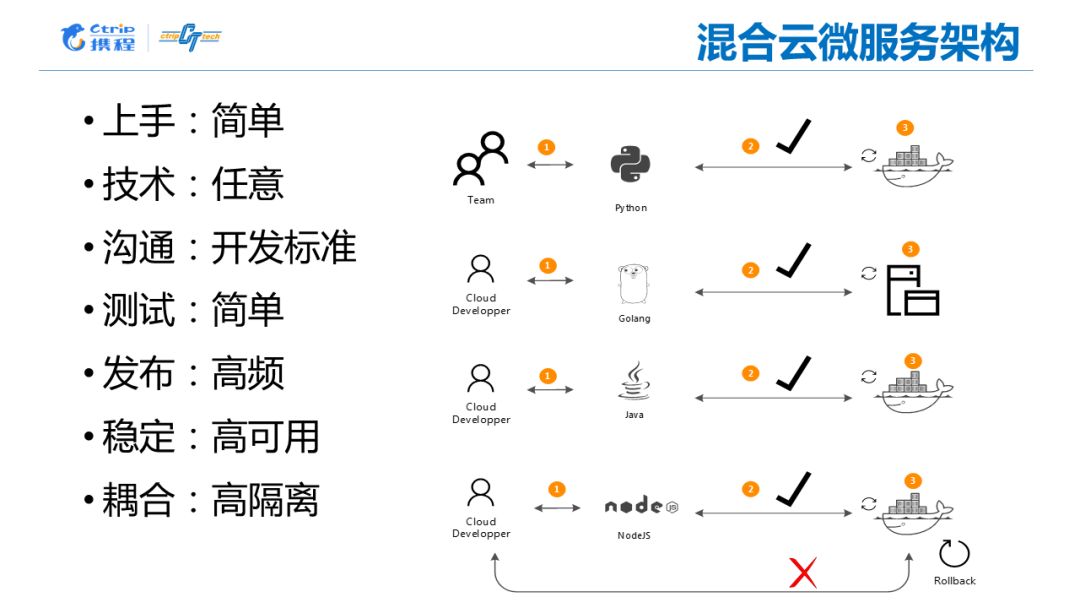 Ctrip
携程
ctrip CT tech
混合云微服务架构
• 上手：简单
• 技术：任意
• 沟通：开发标准
• 测试：简单
• 发布：高频
• 稳定：高可用
• 耦合：高隔离
1
2
3
Team
Python
1
2
3
Cloud
Developper
Golang
1
2
3
Cloud
Developper
Java
1
2
3
node JS
Cloud
Developper
NodeJS
Rollback